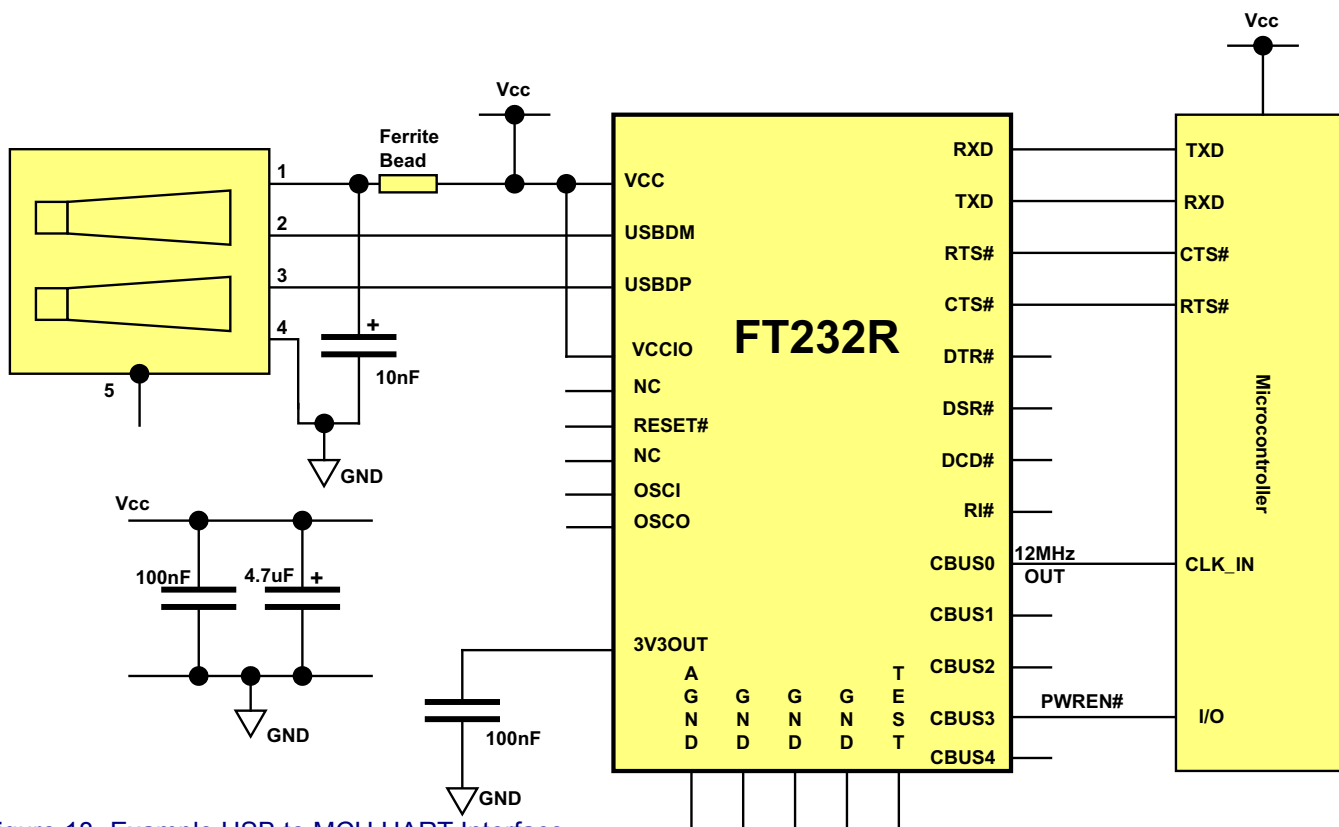 Vcc
Vcc
Ferrite
Bead
1
2
3
4
5
+
10nF
GND
Vcc
100nF
4.7uF
+
GND
100nF
GND
VCC
USBDM
USBDP
VCCIO
NC
RESET#
NC
OSCI
OSCO
3V3OUT
FT232R
AGND
GND
GND
GND
TEST
RXD
TXD
RTS#
CTS#
DTR#
DSR#
DCD#
RI#
CBUS0
CBUS1
CBUS2
CBUS3
CBUS4
12MHz
OUT
PWREN#
TXD
RXD
CTS#
RTS#
Microcontroller
CLK_IN
I/O